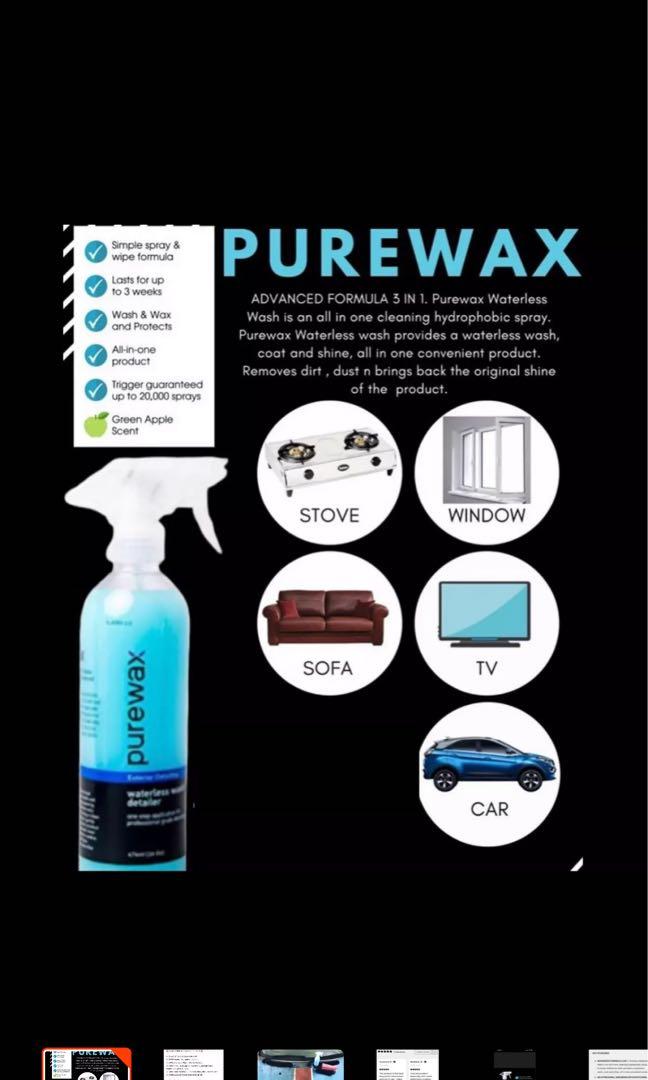 Simple spray &
wipe formula
Lasts for up
to 3 weeks
Wash & Wax
and Protects
All-in-one
product
Trigger guaranteed
up to 20,000 sprays
Green Apple
Scent
PUREWAX
ADVANCED FORMULA 3 IN 1. Purewax Waterless
Wash is an all in one cleaning hydrophobic spray.
Purewax Waterless wash provides a waterless wash,
coat and shine, all in one convenient product.
Removes dirt , dust n brings back the original shine
of the product.
STOVE
WINDOW
SOFA
TV
CAR
purewax
Exterior Detailing
waterless
detailer
PUREWAX